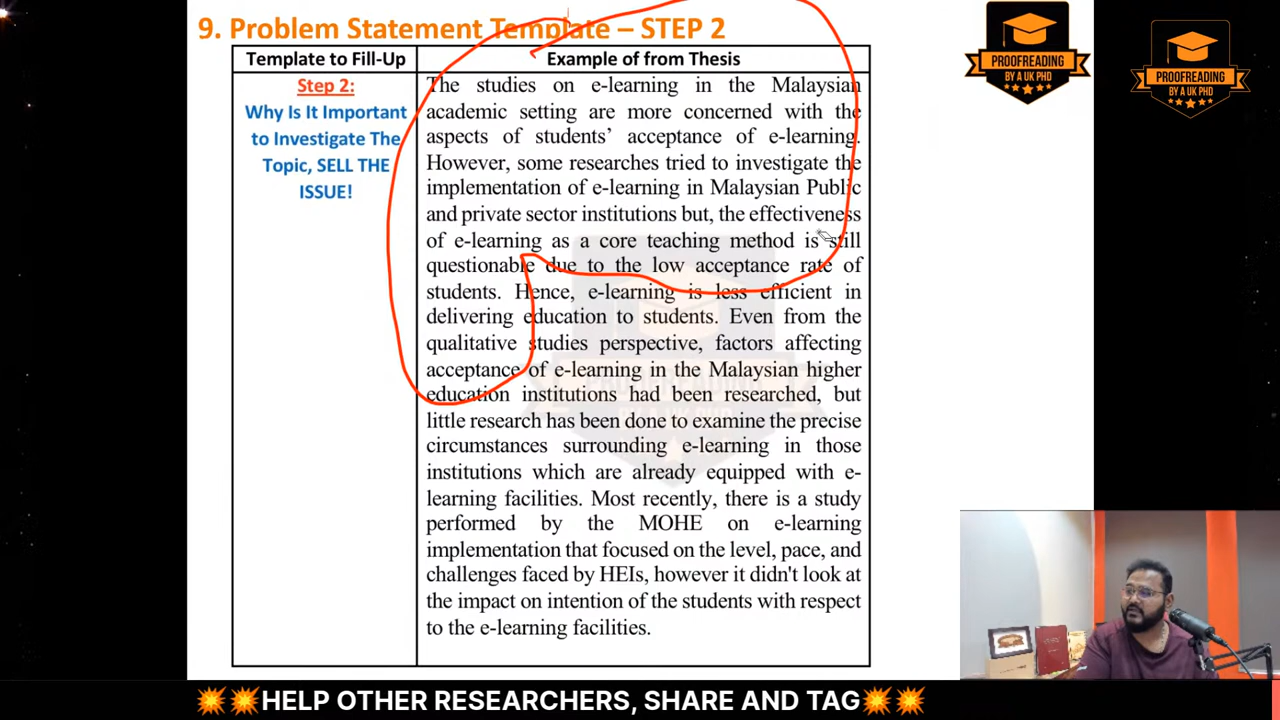 9. Problem Statement Template – STEP 2
Template to Fill-Up
Example of from Thesis
Step 2:
Why Is It Important
to Investigate The
Topic, SELL THE
ISSUE!
The studies on e-learning in the Malaysian
academic setting are more concerned with the
aspects of students’ acceptance of e-learning.
However, some researches tried to investigate the
implementation of e-learning in Malaysian Public
and private sector institutions but, the effectiveness
of e-learning as a core teaching method is still
questionable due to the low acceptance rate of
students. Hence, e-learning is less efficient in
delivering education to students. Even from the
qualitative studies perspective, factors affecting
acceptance of e-learning in the Malaysian higher
education institutions had been researched, but
little research has been done to examine the precise
circumstances surrounding e-learning in those
institutions which are already equipped with e-
learning facilities. Most recently, there is a study
performed by the MOHE on e-learning
implementation that focused on the level, pace, and
challenges faced by HEIs, however it didn't look at
the impact on intention of the students with respect
to the e-learning facilities.
PROOFREADING
BY A UK PHD
PROOFREADING
BY A UK PHD
PROOFREADING
BY A UK PHD
💥💥HELP OTHER RESEARCHERS, SHARE AND TAG💥💥